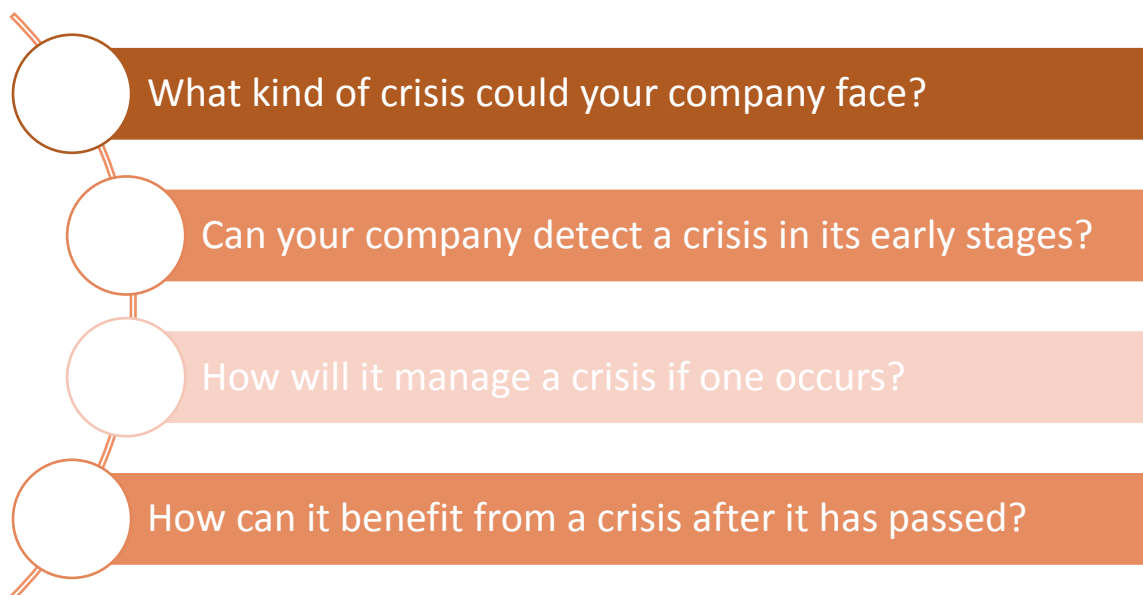 What kind of crisis could your company face?
Can your company detect a crisis in its early stages?
How will it manage a crisis if one occurs?
How can it benefit from a crisis after it has passed?